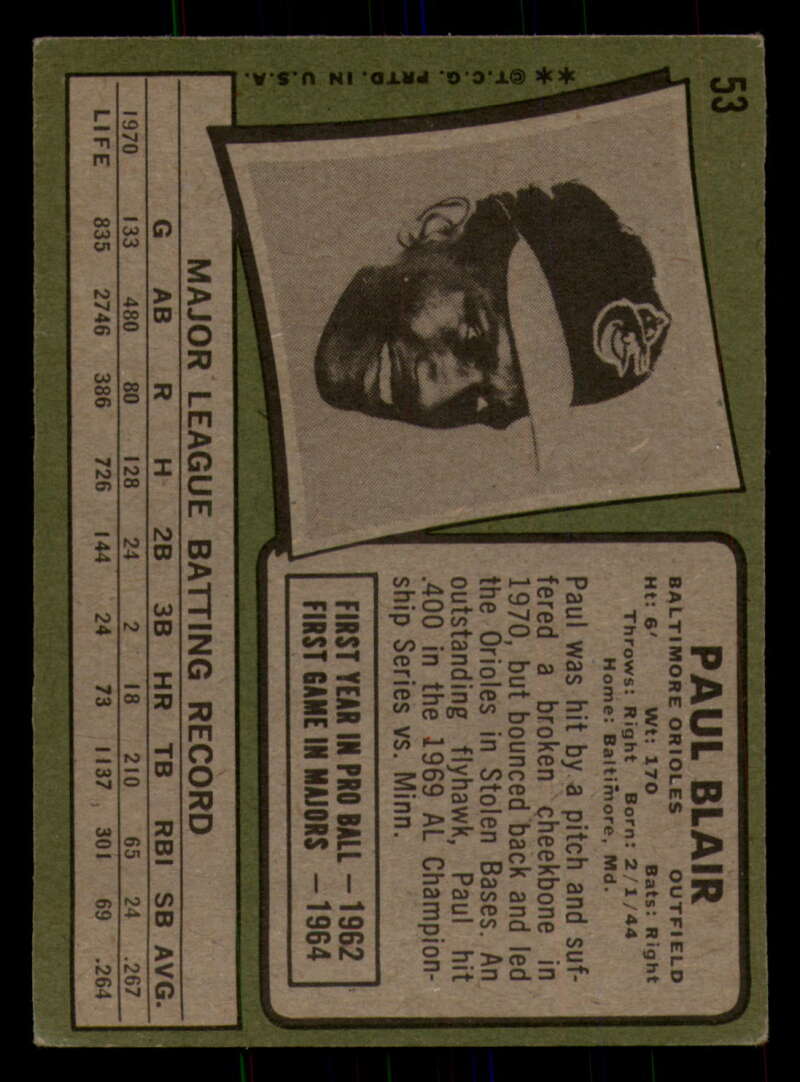 53
**©T.C.G. PRTD. IN U.S.A.
PAUL BLAIR
BALTIMORE ORIOLES OUTFIELD
Ht: 6' Wt: 170 Bats: Right
Throws: Right Born: 2/1/44
Home: Baltimore, Md.
Paul was hit by a pitch and suf-
fered a broken cheekbone in
1970, but bounced back and led
the Orioles in Stolen Bases. An
outstanding flyhawk, Paul hit
.400 in the 1969 AL Champion-
ship Series vs. Minn.
FIRST YEAR IN PRO BALL – 1962
FIRST GAME IN MAJORS – 1964
MAJOR LEAGUE BATTING RECORD
G AB R H 2B 3B HR TB RBI SB AVG.
1970 133 480 80 128 24 2 18 210 65 24 .267
LIFE 835 2746 386 726 144 24 73 1137 301 69 .264